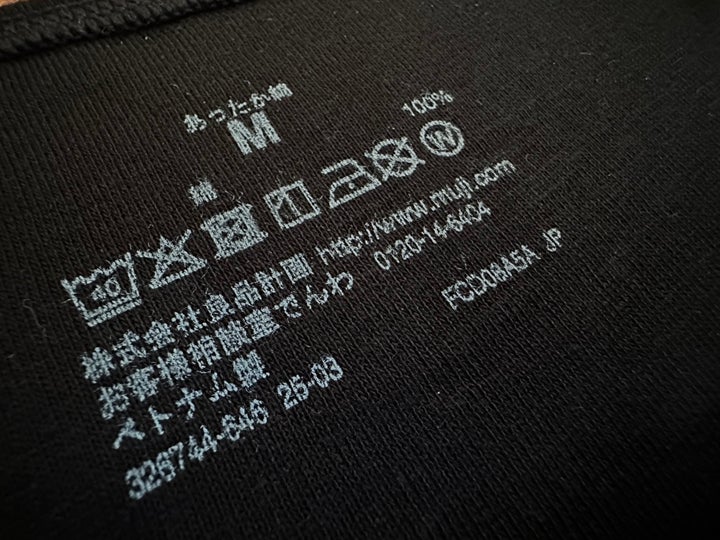 あったか綿
M
綿 100%
40 W
株式会社良品計画 http://www.muji.com
お客様相談室でんわ 0120-14-6404
ベトナム製 FCD08A5A JP
326744-646 25-03